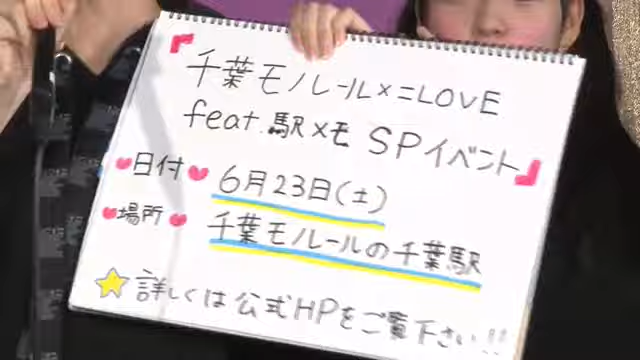 『千葉モノレール×=LOVE
feat.駅メモ SPイベント』
♥日付♥ 6月23日(土)
♥場所♥ 千葉モノレールの千葉駅
☆詳しくは公式HPをご覧下さい!!